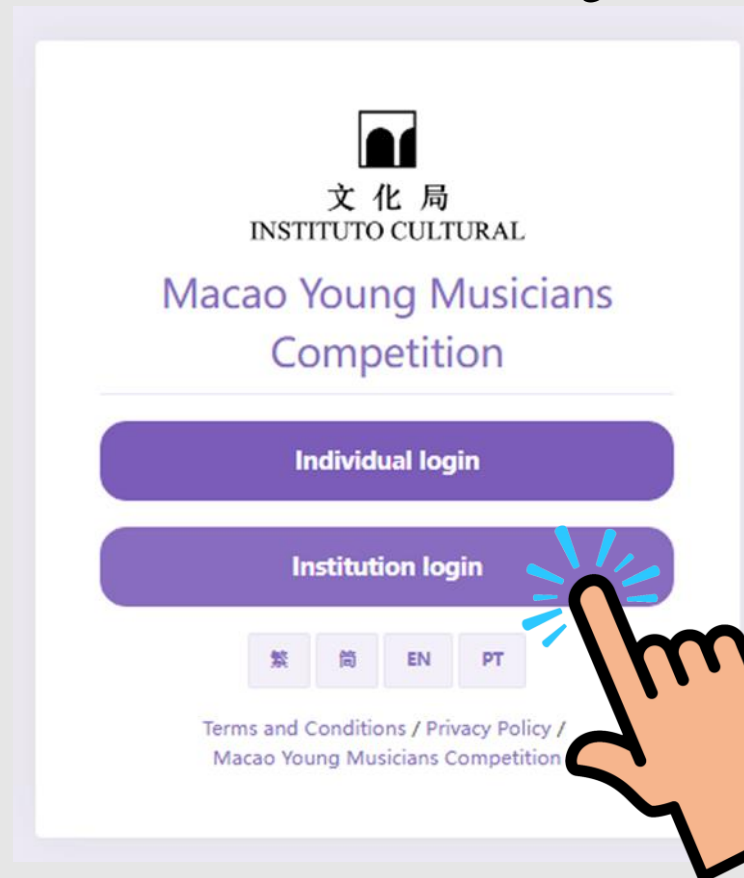 文化局
INSTITUTO CULTURAL
Macao Young Musicians
Competition
Individual login
Institution login
繁 简 EN PT
Terms and Conditions / Privacy Policy /
Macao Young Musicians Competition